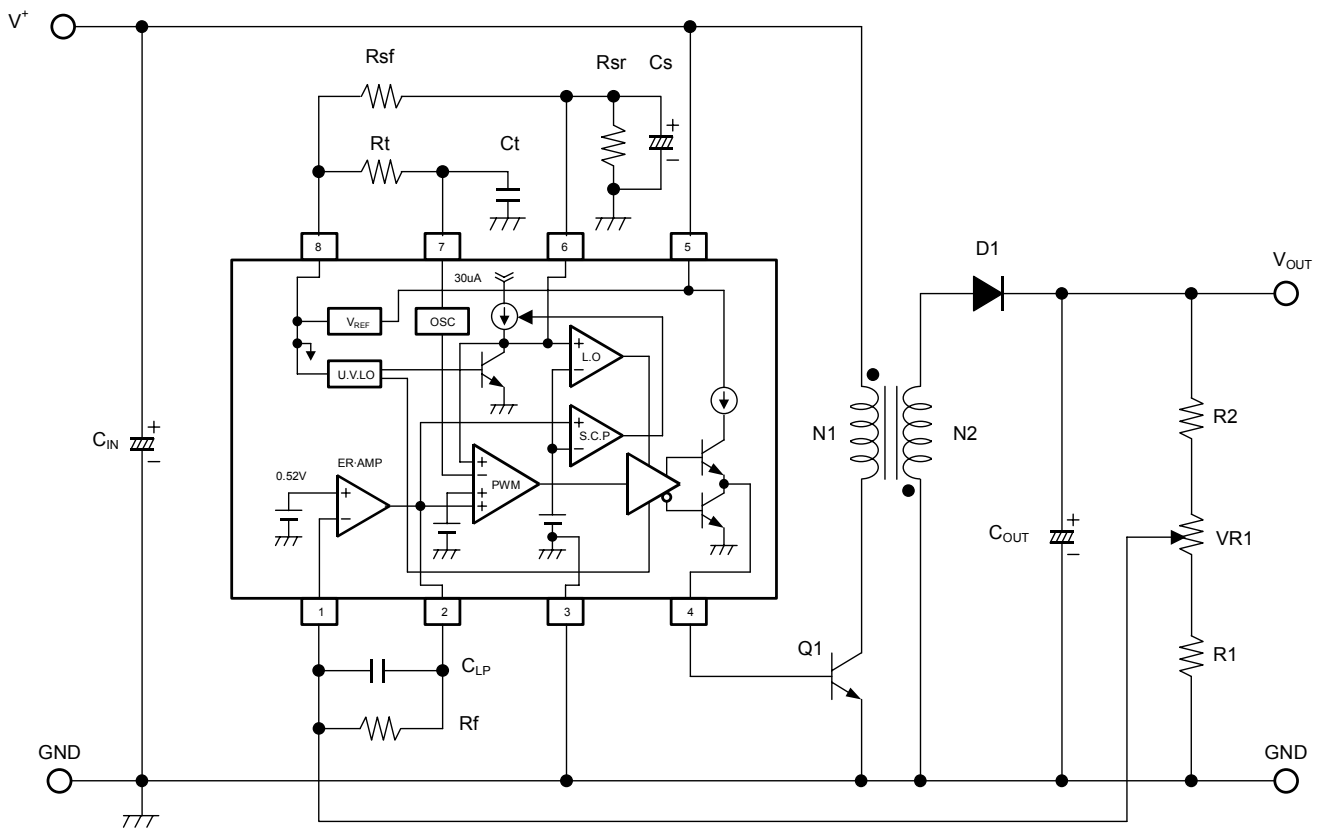 V+
Rsf
Rsr
Cs
+
−
Rt
Ct
8
7
6
5
30uA
VREF
OSC
U.V.LO
+
L.O
−
+
S.C.P
−
ER·AMP
0.52V
+
−
+
−
+
+
PWM
1
2
3
4
CLP
Rf
CIN
+
−
Q1
N1
N2
D1
VOUT
COUT
+
−
R2
VR1
R1
GND
GND